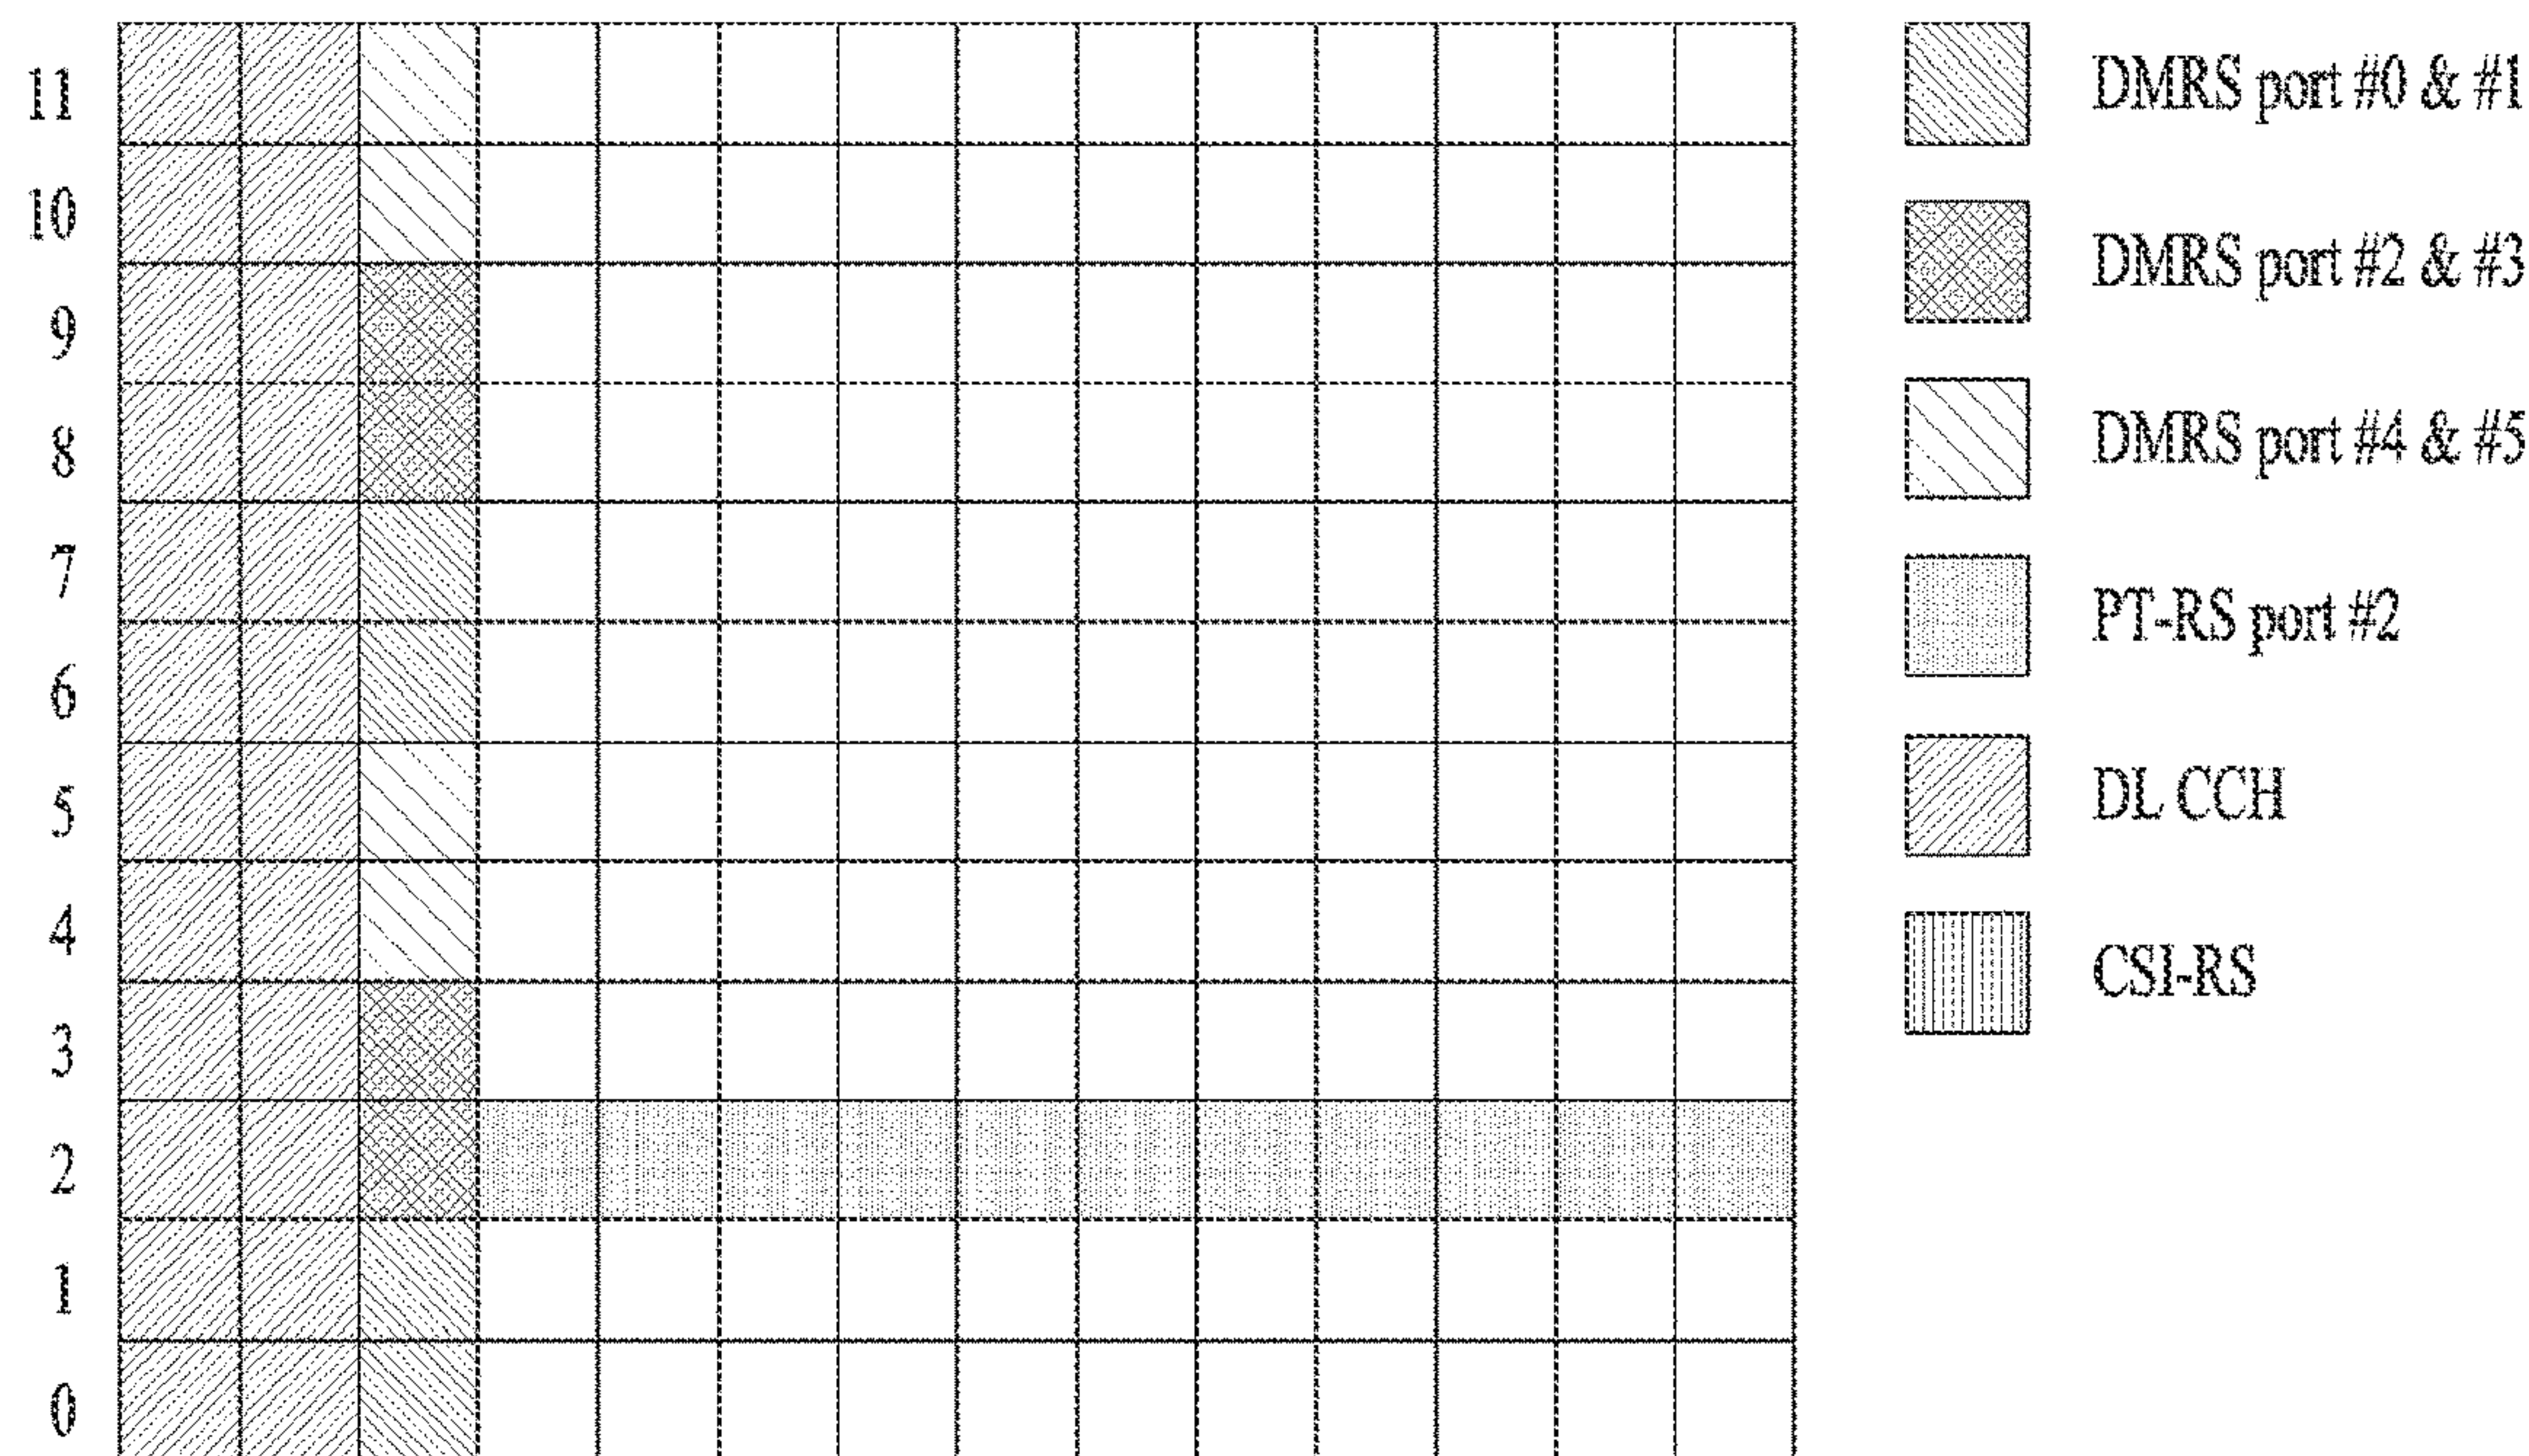 11
10
9
8
7
6
5
4
3
2
1
0
DMRS port #0 & #1
DMRS port #2 & #3
DMRS port #4 & #5
PT-RS port #2
DL CCH
CSI-RS